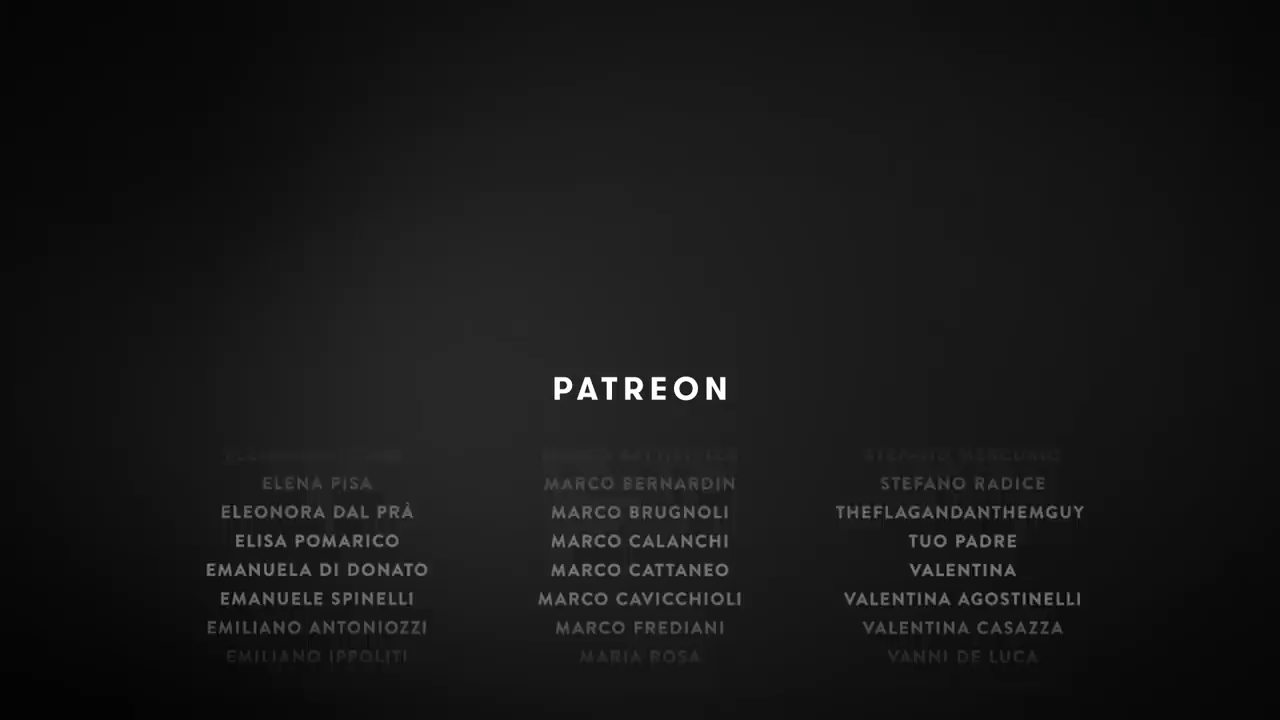 PATREON
ELENA PISA
MARCO BERNARDIN
STEFANO RADICE
ELEONORA DAL PRÀ
MARCO BRUGNOLI
THEFLAGANDANTHEMGUY
ELISA POMARICO
MARCO CALANCHI
TUO PADRE
EMANUELA DI DONATO
MARCO CATTANEO
VALENTINA
EMANUELE SPINELLI
MARCO CAVICCHIOLI
VALENTINA AGOSTINELLI
EMILIANO ANTONIOZZI
MARCO FREDIANI
VALENTINA CASAZZA
EMILIANO IPPOLITI
MARIA ROSA
VANNI DE LUCA